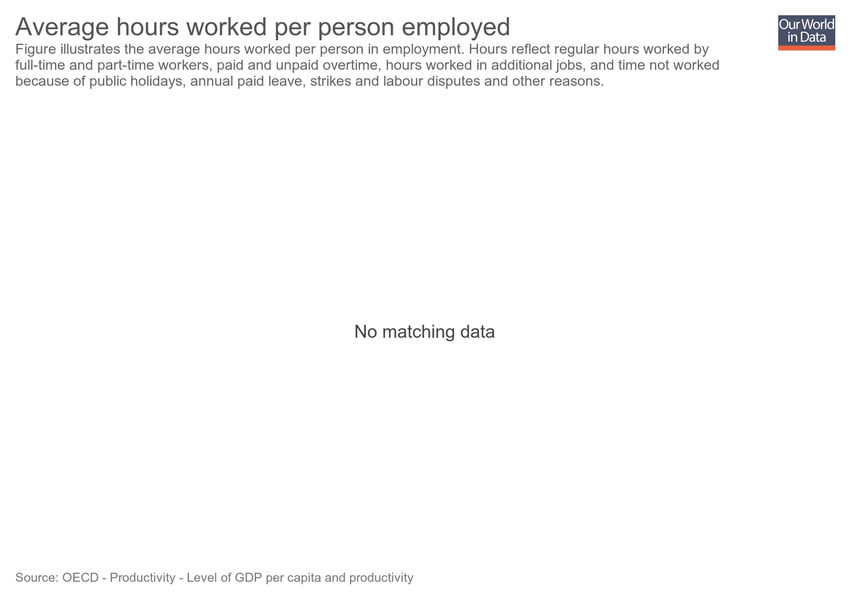 Average hours worked per person employed
Our World
in Data
Figure illustrates the average hours worked per person in employment. Hours reflect regular hours worked by
full-time and part-time workers, paid and unpaid overtime, hours worked in additional jobs, and time not worked
because of public holidays, annual paid leave, strikes and labour disputes and other reasons.
No matching data
Source: OECD - Productivity - Level of GDP per capita and productivity